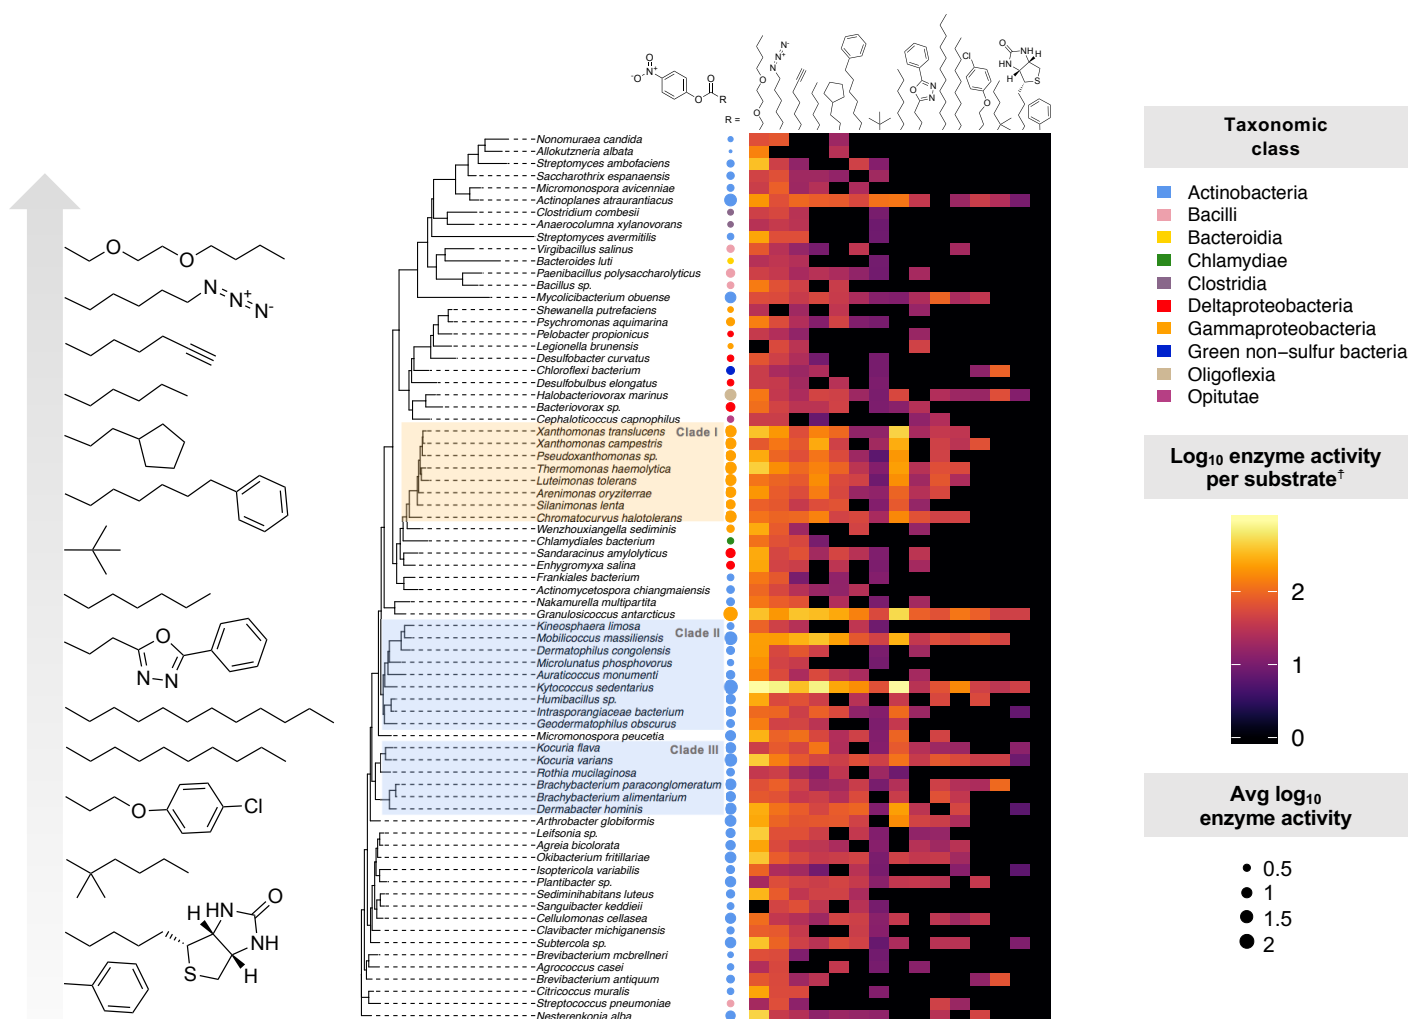 O
N
+
-O
O
O
R
R =
N-
N+
N
O
O
O
N
N
Cl
O
O
HN
NH
H
H
S
Nonomuraea candida
Allokutzneria albata
Streptomyces ambofaciens
Saccharothrix espanaensis
Micromonospora avicenniae
Actinoplanes atraurantiacus
Clostridium combesii
Anaerocolumna xylanovorans
Streptomyces avermitilis
Virgibacillus salinus
Bacteroides luti
Paenibacillus polysaccharolyticus
Bacillus sp.
Mycolicibacterium obuense
Shewanella putrefaciens
Psychromonas aquimarina
Pelobacter propionicus
Legionella brunensis
Desulfobacter curvatus
Chloroflexi bacterium
Desulfobulbus elongatus
Halobacteriovorax marinus
Bacteriovorax sp.
Cephaloticoccus capnophilus
Xanthomonas translucens Clade I
Xanthomonas campestris
Pseudoxanthomonas sp.
Thermomonas haemolytica
Luteimonas tolerans
Arenimonas oryziterrae
Silanimonas lenta
Chromatocurvus halotolerans
Wenzhouxiangella sediminis
Chlamydiales bacterium
Sandaracinus amylolyticus
Enhygromyxa salina
Frankiales bacterium
Actinomycetospora chiangmaiensis
Nakamurella multipartita
Granulosicoccus antarcticus
Kineosphaera limosa
Clade II
Mobilicoccus massiliensis
Dermatophilus congolensis
Microlunatus phosphovorus
Auraticoccus monumenti
Kytococcus sedentarius
Humibacillus sp.
Intrasporangiaceae bacterium
Geodermatophilus obscurus
Micromonospora peucetia
Kocuria flava Clade III
Kocuria varians
Rothia mucilaginosa
Brachybacterium paraconglomeratum
Brachybacterium alimentarium
Dermabacter hominis
Arthrobacter globiformis
Leifsonia sp.
Agreia bicolorata
Okibacterium fritillariae
Isoptericola variabilis
Plantibacter sp.
Sediminihabitans luteus
Sanguibacter keddieii
Cellulomonas cellasea
Clavibacter michiganensis
Subtercola sp.
Brevibacterium mcbrellneri
Agrococcus casei
Brevibacterium antiquum
Citricoccus muralis
Streptococcus pneumoniae
Nesterenkonia alba
O
O
N
N+
N-
O
N
N
O
Cl
H
HN
O
NH
S
H
Taxonomic
class
Actinobacteria
Bacilli
Bacteroidia
Chlamydiae
Clostridia
Deltaproteobacteria
Gammaproteobacteria
Green non−sulfur bacteria
Oligoflexia
Opitutae
Log10 enzyme activity
per substrate†
2
1
0
Avg log10
enzyme activity
0.5
1
1.5
2